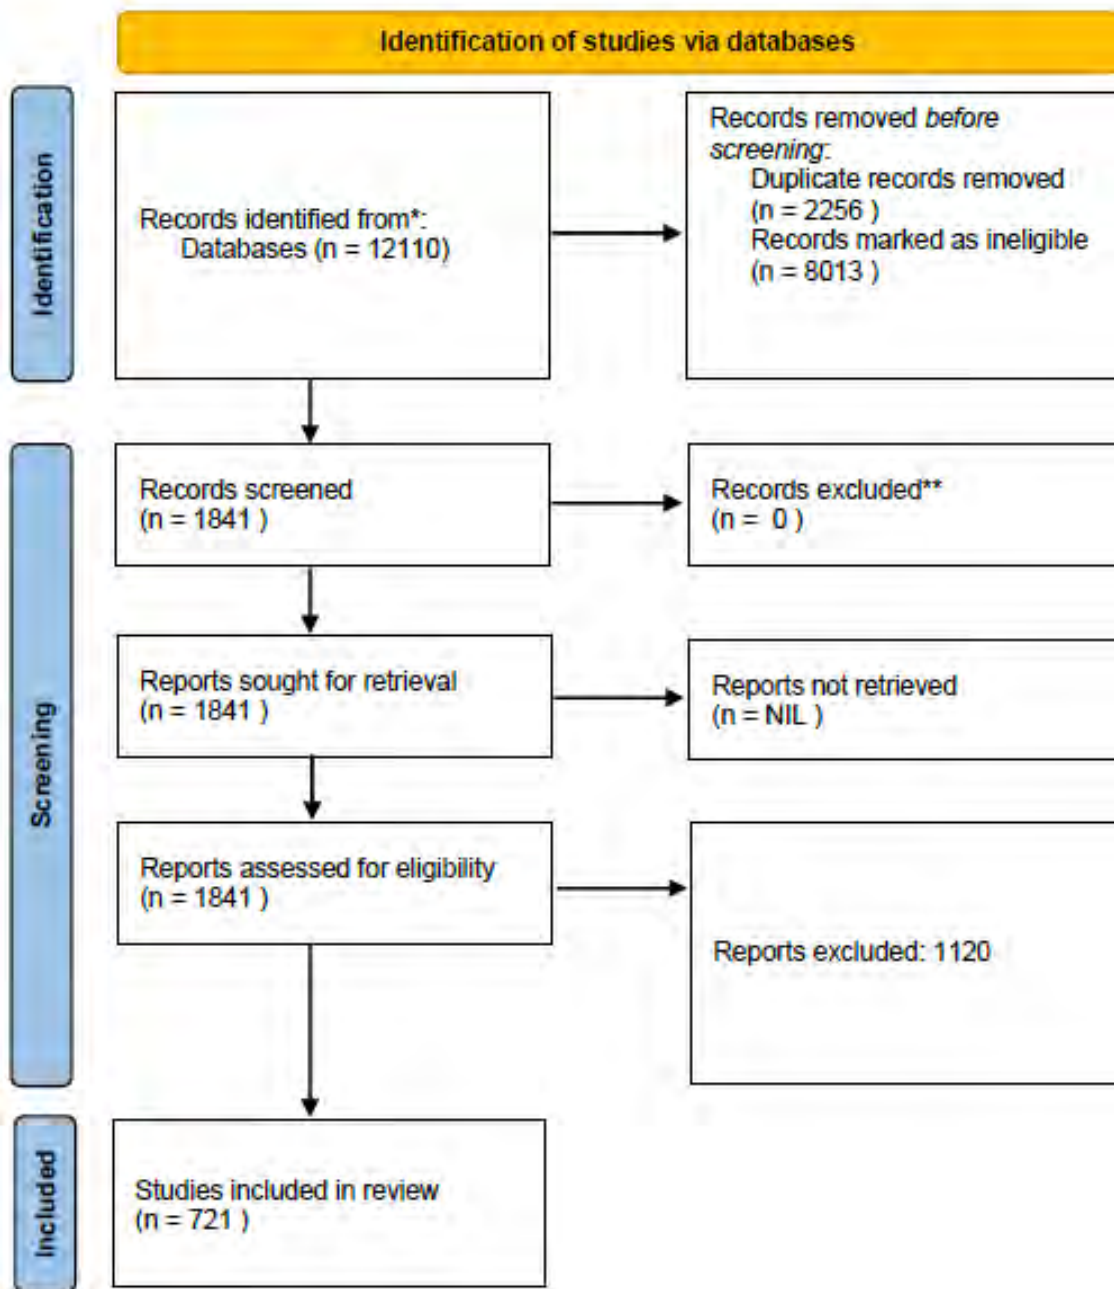 Identification of studies via databases
Identification
Records identified from*:
Databases (n = 12110)
Records removed before
screening:
Duplicate records removed
(n = 2256 )
Records marked as ineligible
(n = 8013 )
Screening
Records screened
(n = 1841 )
Records excluded**
(n =  0 )
Reports sought for retrieval
(n = 1841 )
Reports not retrieved
(n = NIL )
Reports assessed for eligibility
(n = 1841 )
Reports excluded: 1120
Included
Studies included in review
(n = 721 )